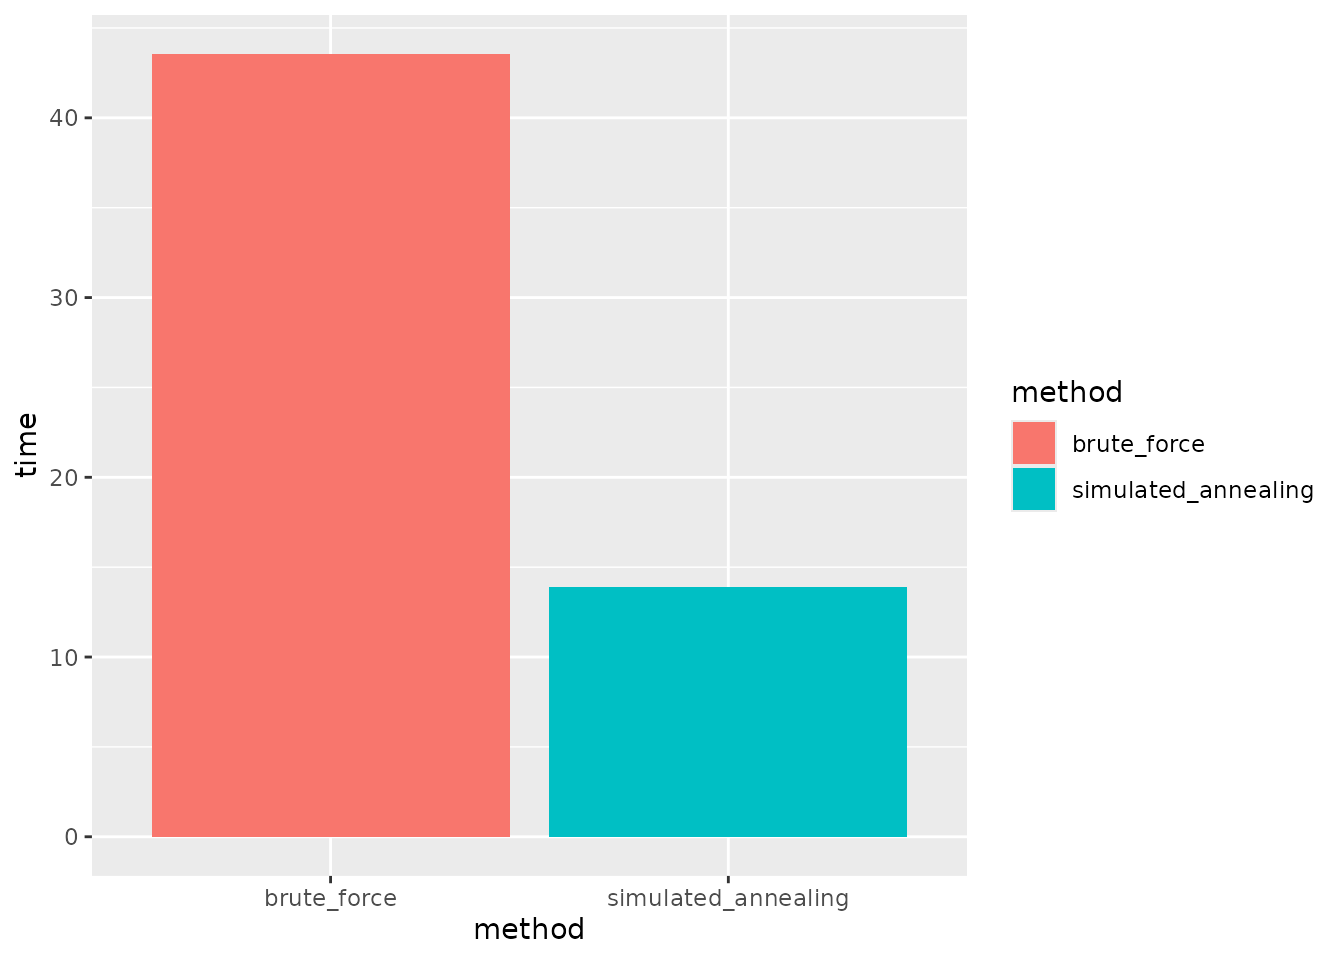 40
30
20
10
0
time
brute_force
simulated_annealing
method
method
brute_force
simulated_annealing